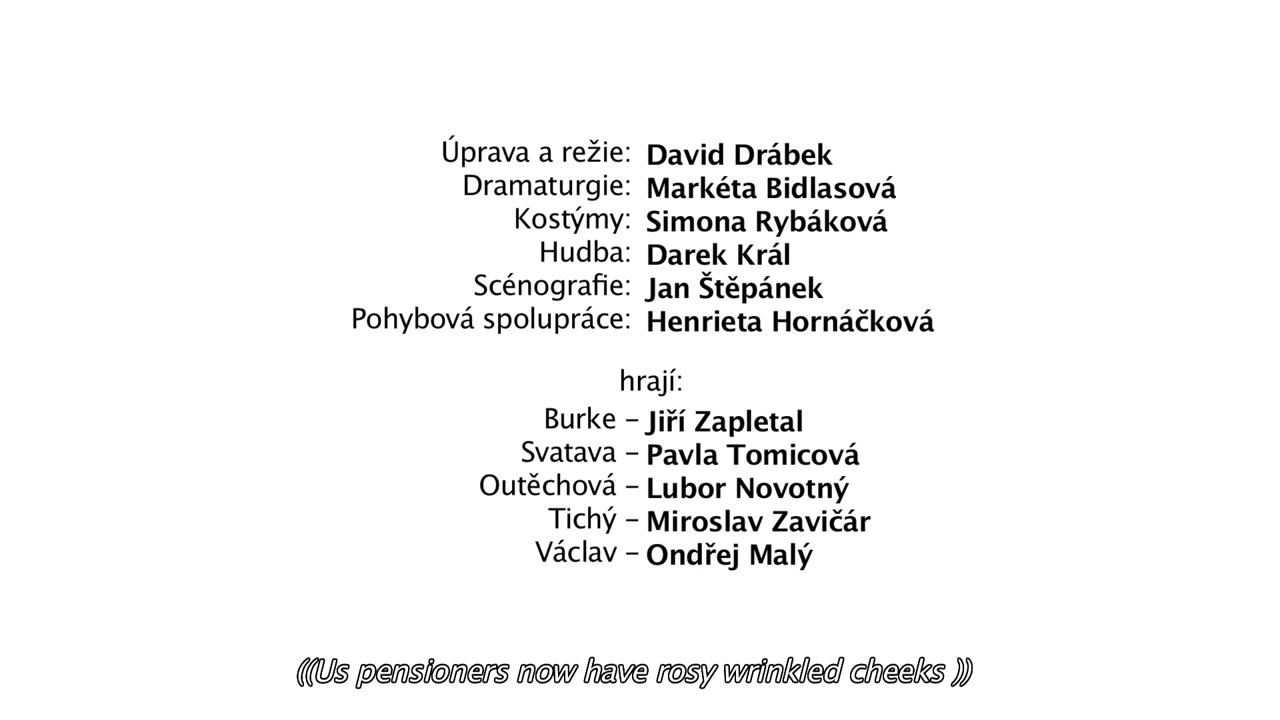 Úprava a režie: David Drábek
Dramaturgie: Markéta Bidlasová
Kostýmy: Simona Rybáková
Hudba: Darek Král
Scénografie: Jan Štěpánek
Pohybová spolupráce: Henrieta Hornáčková
hrají:
Burke – Jiří Zapletal
Svatava – Pavla Tomicová
Outěchová – Lubor Novotný
Tichý – Miroslav Zavičár
Václav – Ondřej Malý
(((Us pensioners now have rosy wrinkled cheeks ))